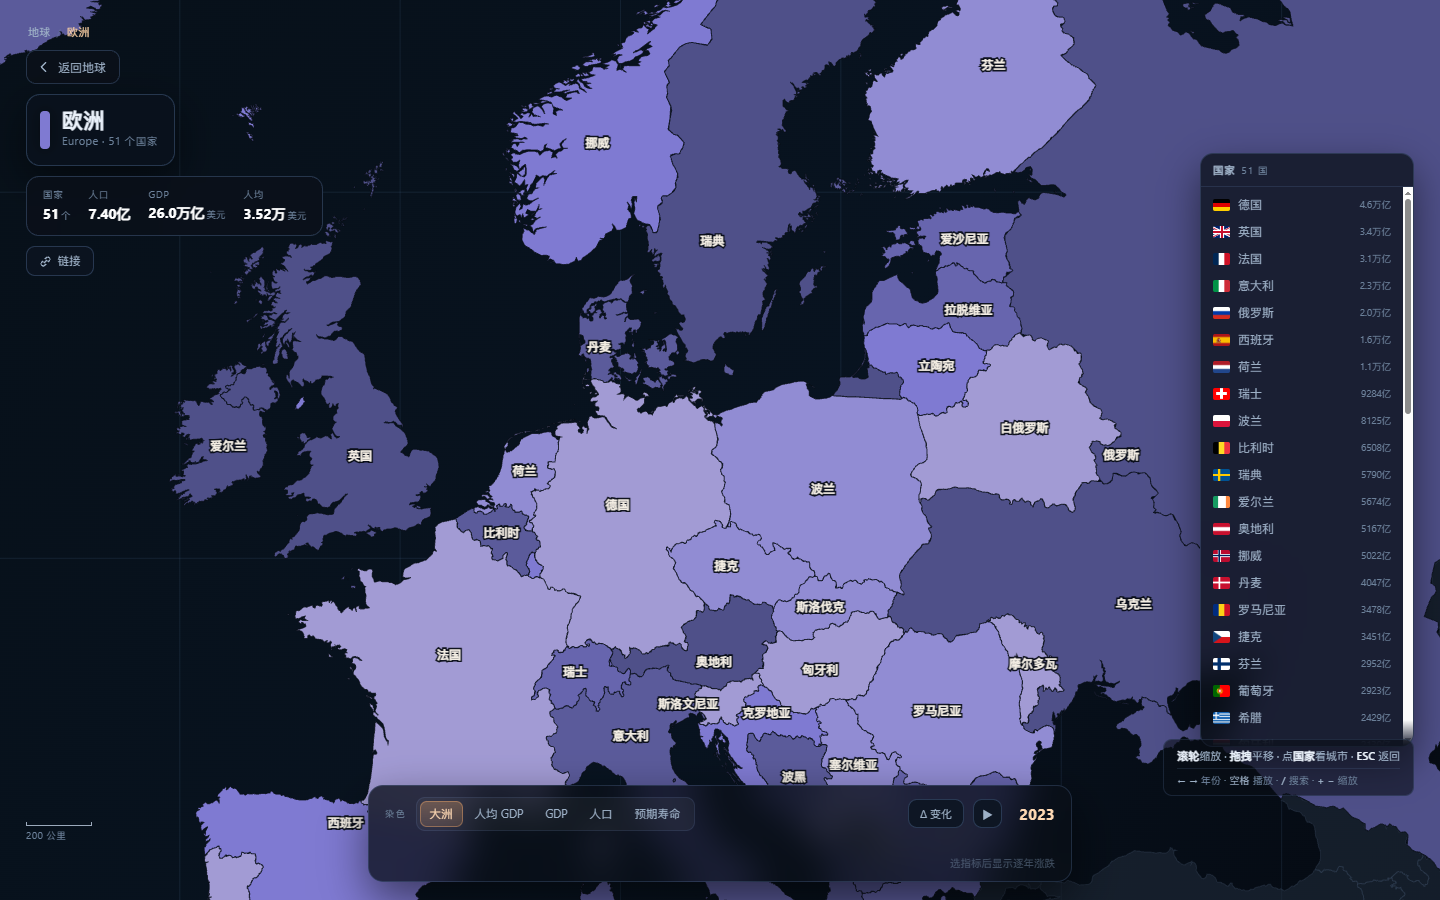 地球 欧洲
返回地球
欧洲
Europe · 51 个国家
国家 人口 GDP 人均
51个 7.40亿 26.0万亿美元 3.52万美元
链接
芬兰
挪威
瑞典
爱沙尼亚
拉脱维亚
丹麦
立陶宛
白俄罗斯
爱尔兰
英国
俄罗斯
荷兰
波兰
德国
比利时
捷克
斯洛伐克
乌克兰
法国
奥地利
摩尔多瓦
瑞士
匈牙利
斯洛文尼亚
克罗地亚
罗马尼亚
意大利
塞尔维亚
波黑
西班牙
200 公里
国家 51 国
德国 4.6万亿
英国 3.4万亿
法国 3.1万亿
意大利 2.3万亿
俄罗斯 2.0万亿
西班牙 1.6万亿
荷兰 1.1万亿
瑞士 9284亿
波兰 8125亿
比利时 6508亿
瑞典 5790亿
爱尔兰 5674亿
奥地利 5167亿
挪威 5022亿
丹麦 4047亿
罗马尼亚 3478亿
捷克 3451亿
芬兰 2952亿
葡萄牙 2923亿
希腊 2429亿
滚轮缩放 · 拖拽平移 · 点国家看城市 · ESC 返回
← → 年份 · 空格 播放 · / 搜索 · + − 缩放
染色 大洲 人均 GDP GDP 人口 预期寿命 Δ 变化 ▶ 2023
选指标后显示逐年涨跌